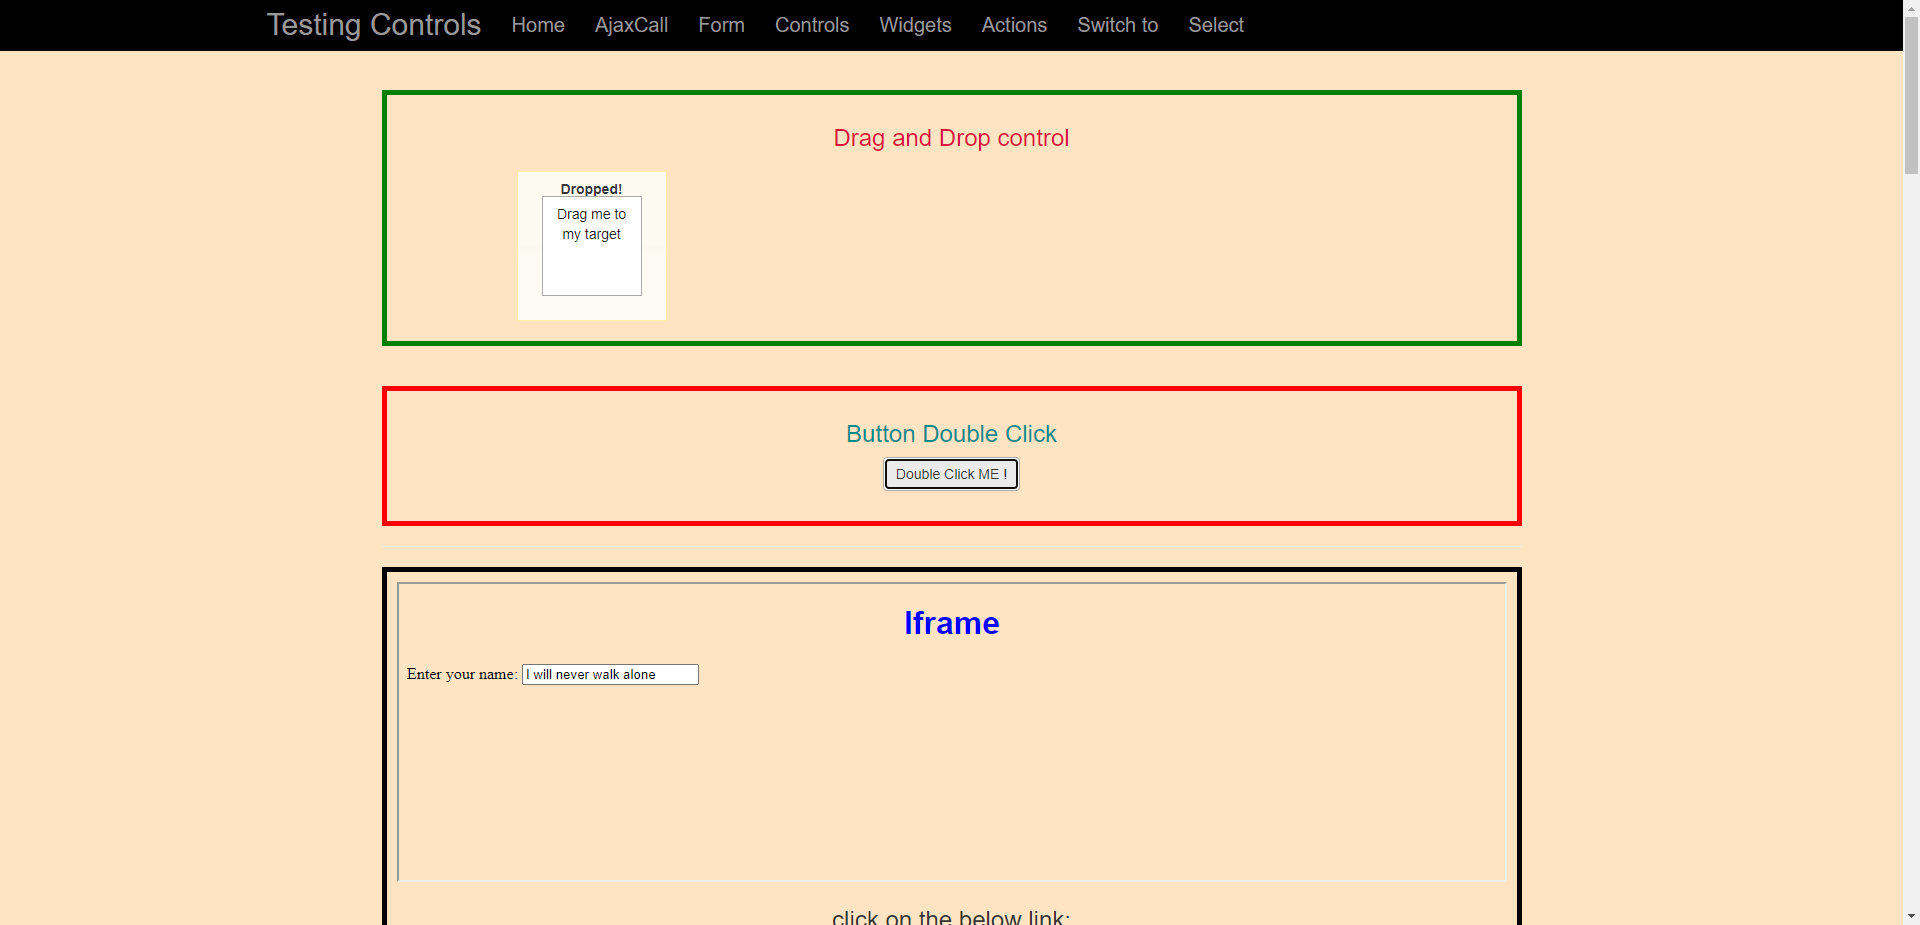 Testing Controls Home AjaxCall Form Controls Widgets Actions Switch to Select
Drag and Drop control
Dropped!
Drag me to
my target
Button Double Click
Double Click ME !
Iframe
Enter your name: I will never walk alone
click on the below link: